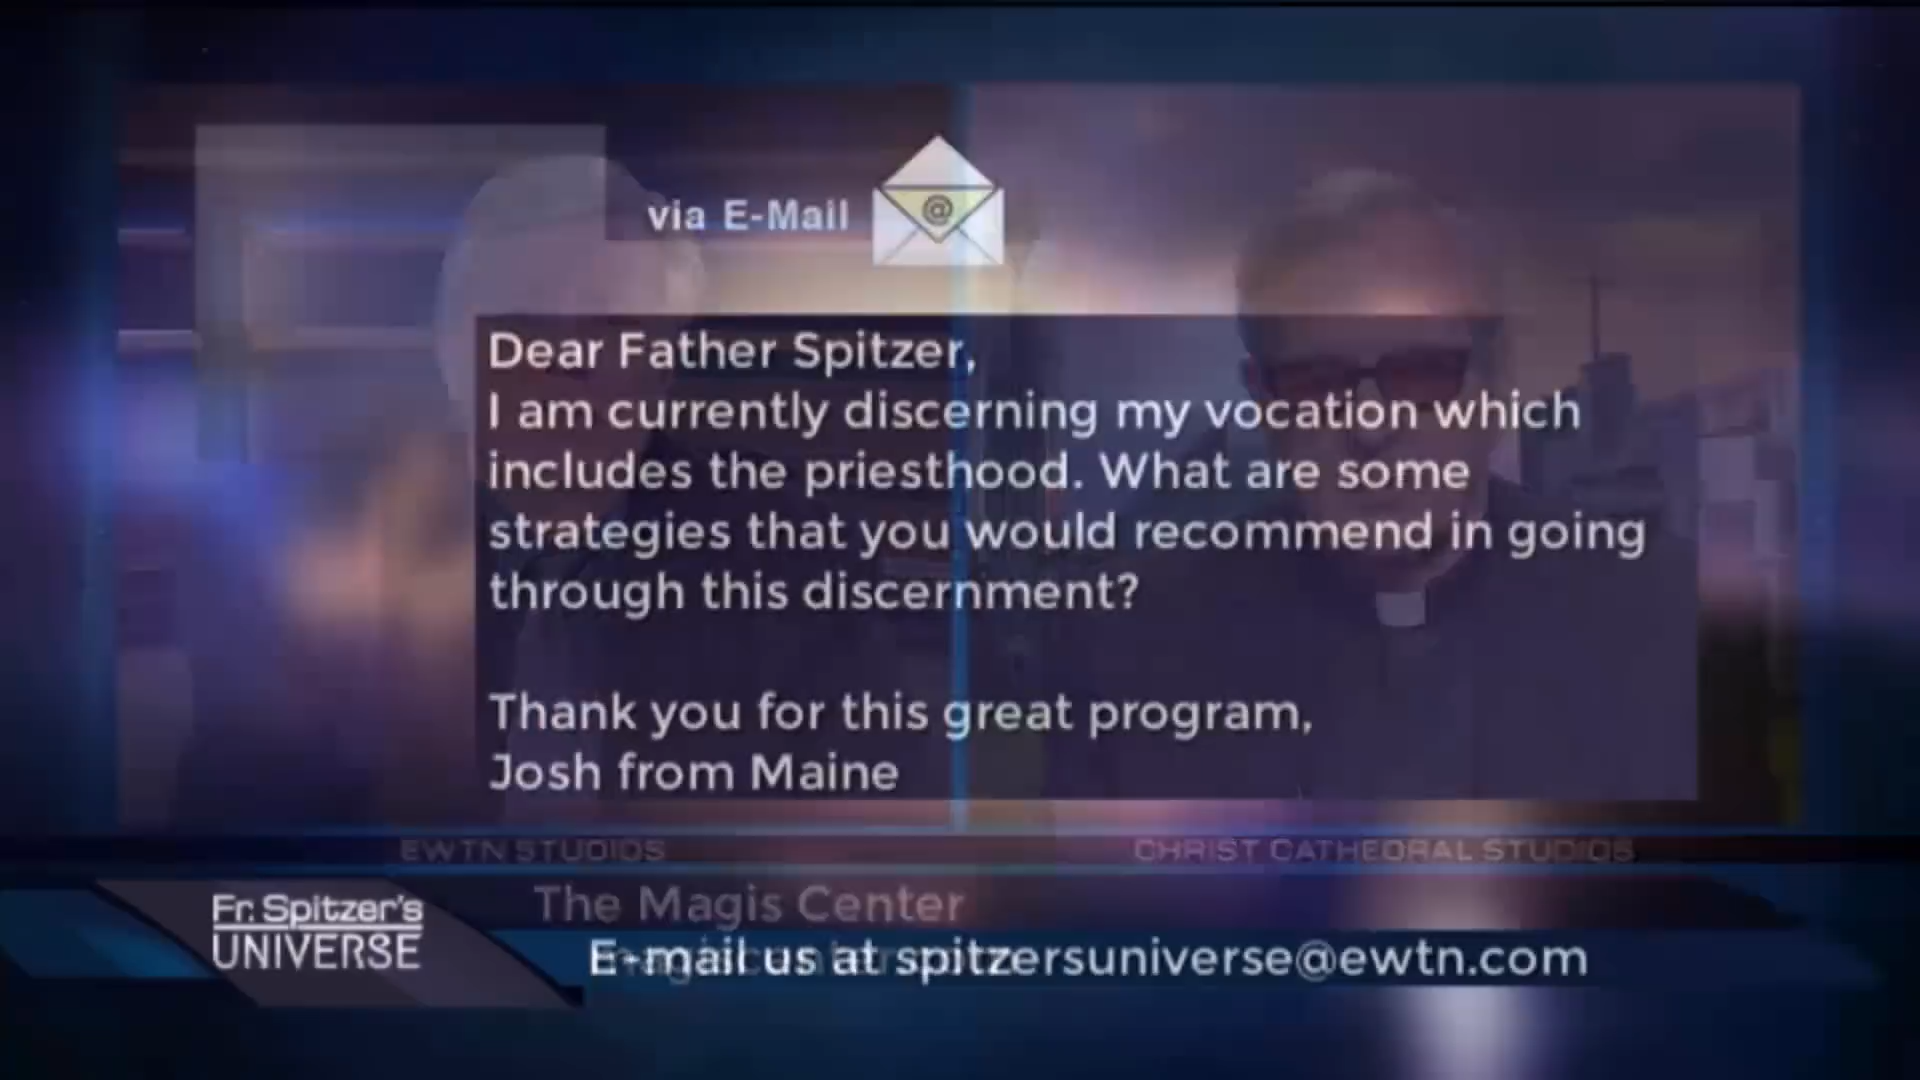 via E-Mail @
Dear Father Spitzer,
I am currently discerning my vocation which
includes the priesthood. What are some
strategies that you would recommend in going
through this discernment?
Thank you for this great program,
Josh from Maine
EWTN STUDIOS
CHRIST CATHEDRAL STUDIOS
Fr. Spitzer's
UNIVERSE
The Magis Center
E-mail us at spitzersuniverse@ewtn.com